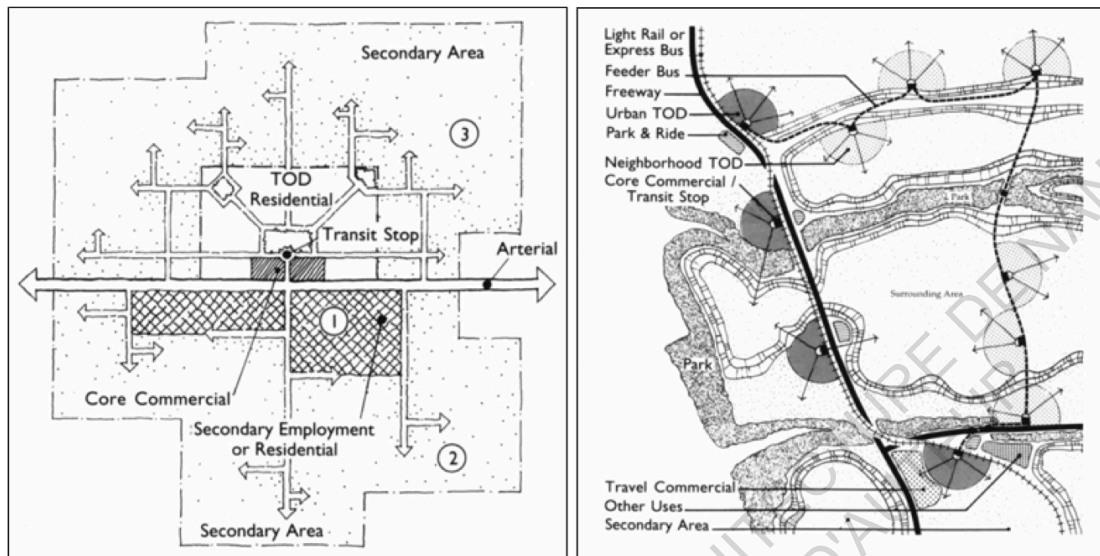 Secondary Area
3
TOD
Residential
Transit Stop
Arterial
1
Core Commercial
Secondary Employment
or Residential
2
Secondary Area
Light Rail or
Express Bus
Feeder Bus
Freeway
Urban TOD
Park & Ride
Neighborhood TOD
Core Commercial /
Transit Stop
Park
Surrounding Area
Park
Travel Commercial
Other Uses
Secondary Area